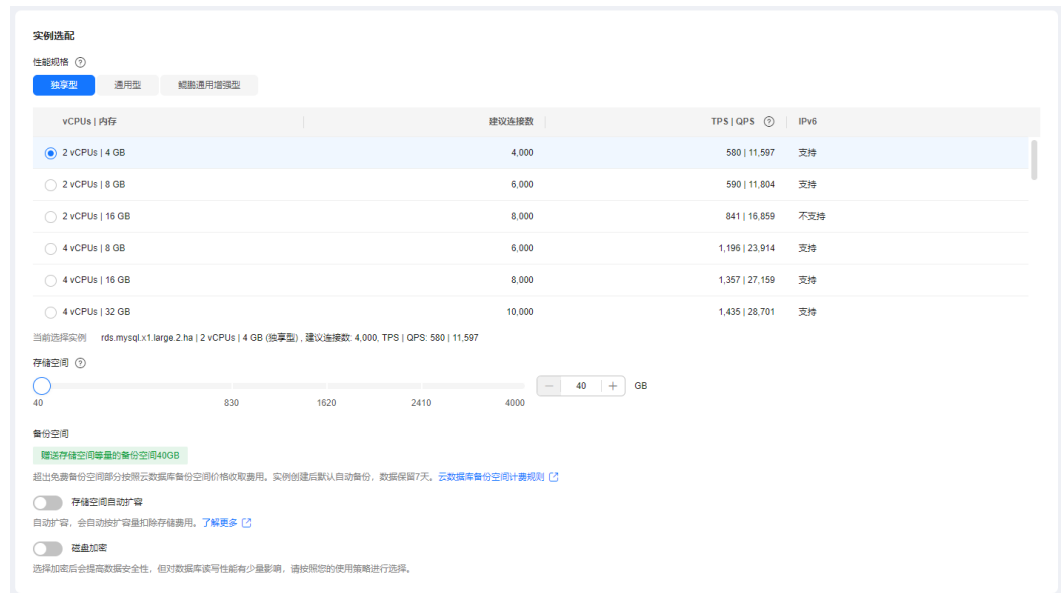 实例选配
性能规格
独享型 通用型 鲲鹏通用增强型
vCPUs | 内存 建议连接数 TPS | QPS IPv6
2 vCPUs | 4 GB 4,000 580 | 11,597 支持
2 vCPUs | 8 GB 6,000 590 | 11,804 支持
2 vCPUs | 16 GB 8,000 841 | 16,859 不支持
4 vCPUs | 8 GB 6,000 1,196 | 23,914 支持
4 vCPUs | 16 GB 8,000 1,357 | 27,159 支持
4 vCPUs | 32 GB 10,000 1,435 | 28,701 支持
当前选择实例 rds.mysql.x1.large.2.ha | 2 vCPUs | 4 GB (独享型) , 建议连接数: 4,000, TPS | QPS: 580 | 11,597
存储空间
40 GB
40 830 1620 2410 4000
备份空间
赠送存储空间等量的备份空间40GB
超出免费备份空间部分按照云数据库备份空间价格收取费用。实例创建后默认自动备份，数据保留7天。云数据库备份空间计费规则
存储空间自动扩容
自动扩容，会自动按扩容量扣除存储费用。了解更多
磁盘加密
选择加密后会提高数据安全性，但对数据库读写性能有少量影响，请按照您的使用策略进行选择。